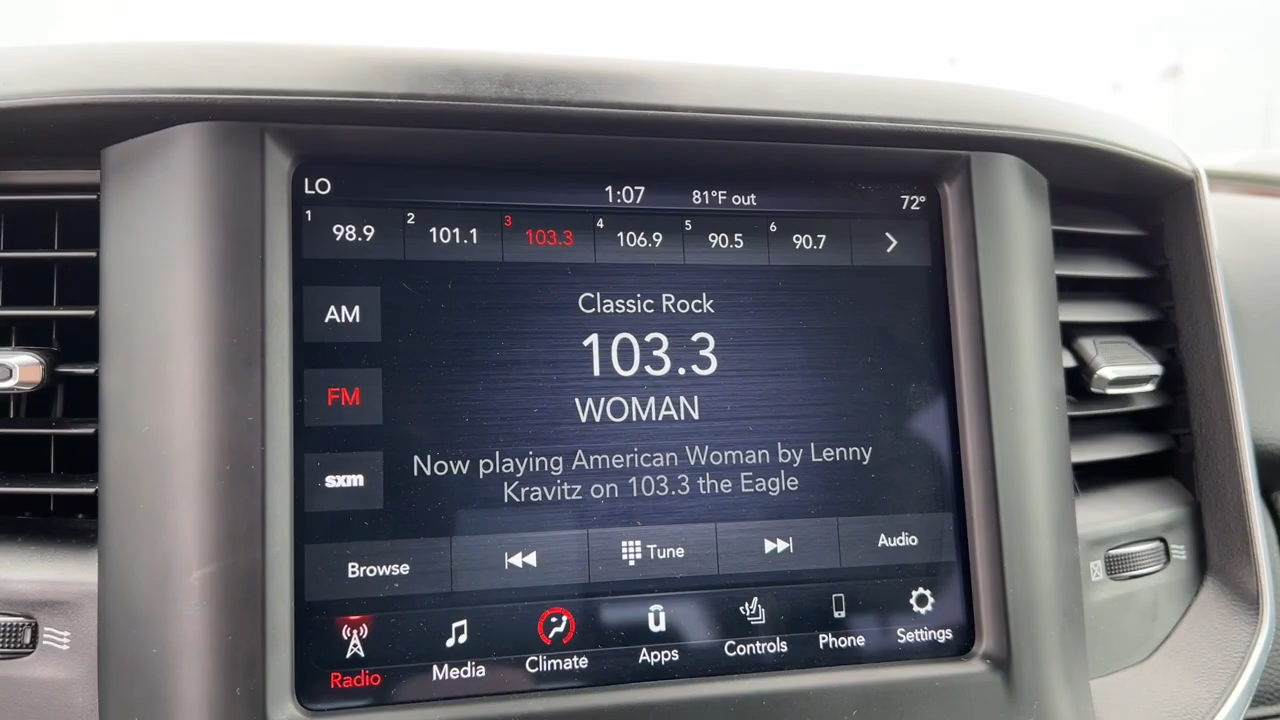 LO 1:07 81°F out 72°
1 98.9 2 101.1 3 103.3 4 106.9 5 90.5 6 90.7
AM
FM
sxm
Classic Rock
103.3
WOMAN
Now playing American Woman by Lenny
Kravitz on 103.3 the Eagle
Browse Tune Audio
Radio Media Climate Apps Controls Phone Settings